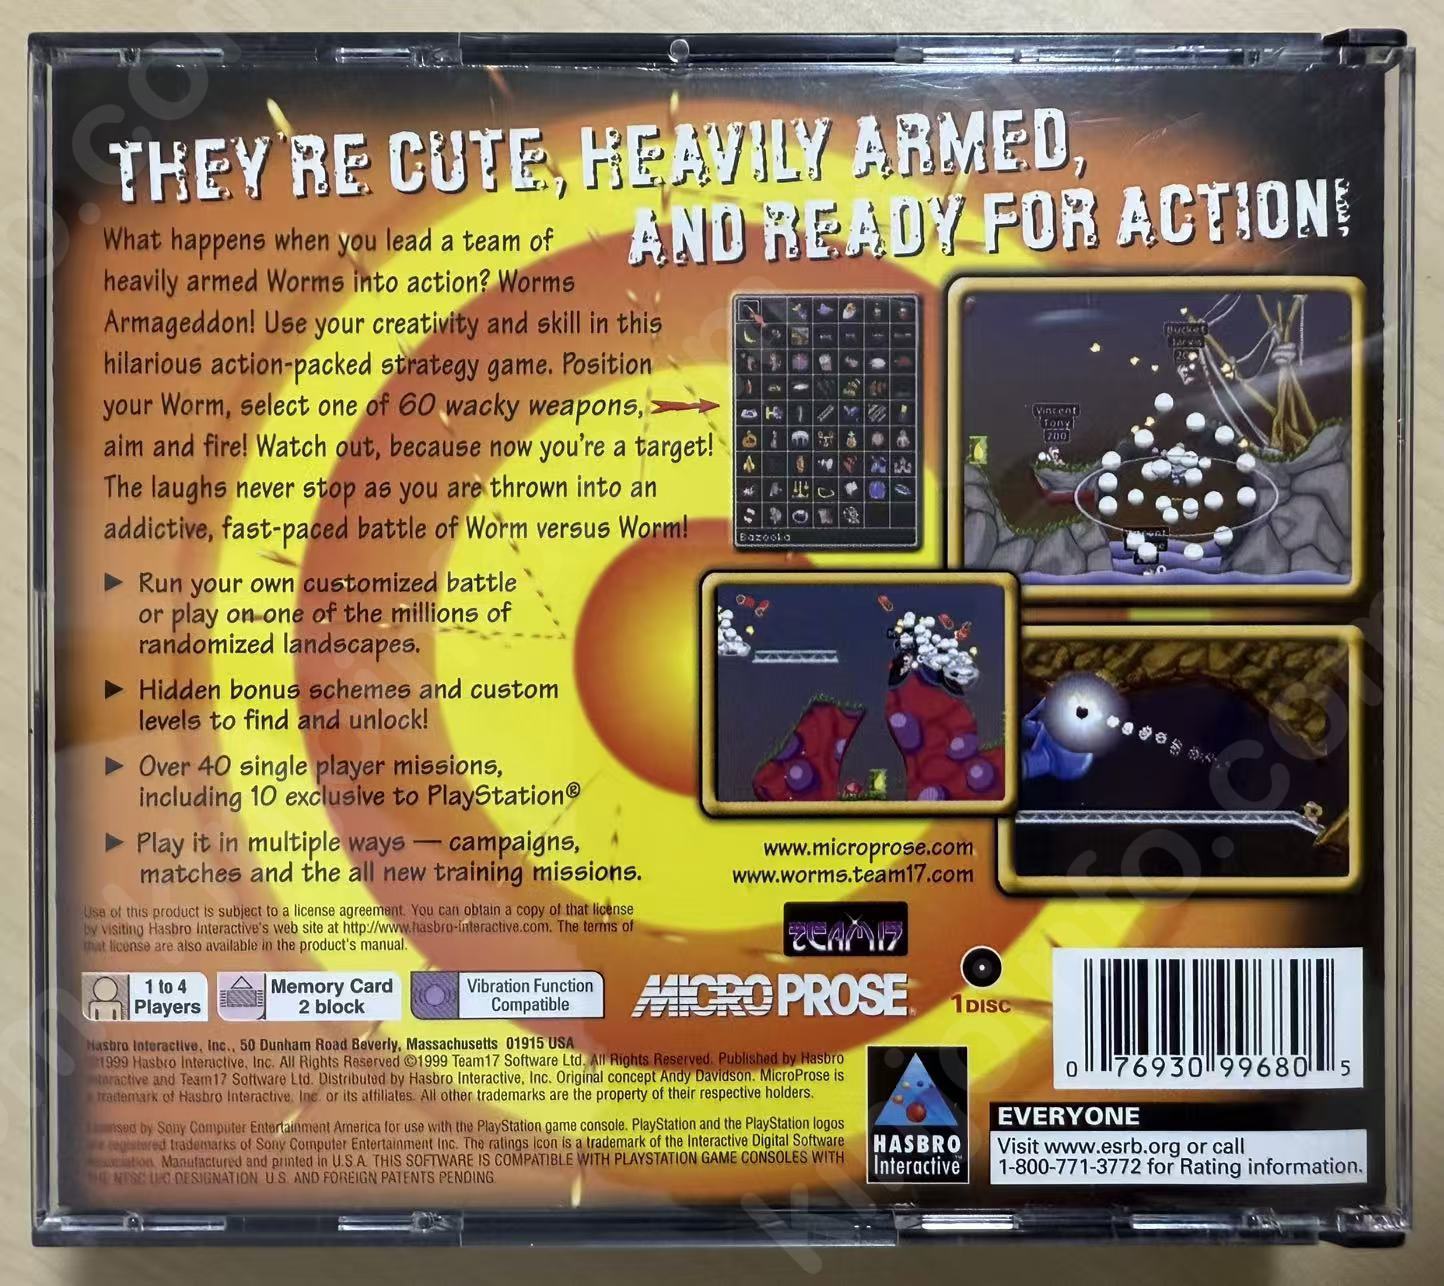 THEY'RE CUTE, HEAVILY ARMED,
AND READY FOR ACTION!
What happens when you lead a team of
heavily armed Worms into action? Worms
Armageddon! Use your creativity and skill in this
hilarious action-packed strategy game. Position
your Worm, select one of 60 wacky weapons,
aim and fire! Watch out, because now you're a target!
The laughs never stop as you are thrown into an
addictive, fast-paced battle of Worm versus Worm!
► Run your own customized battle
or play on one of the millions of
randomized landscapes.
► Hidden bonus schemes and custom
levels to find and unlock!
► Over 40 single player missions,
including 10 exclusive to PlayStation®
► Play it in multiple ways — campaigns,
matches and the all new training missions.
Bazooka
Bucket
Vincent
Tony
200
www.microprose.com
www.worms.team17.com
Use of this product is subject to a license agreement. You can obtain a copy of that license
by visiting Hasbro Interactive's web site at http://www.hasbro-interactive.com. The terms of
that license are also available in the product's manual.
TEAM17
1 to 4
Players
Memory Card
2 block
Vibration Function
Compatible
MICROPROSE
1 DISC
0 76930 99680 5
Hasbro Interactive, Inc., 50 Dunham Road Beverly, Massachusetts 01915 USA
©1999 Hasbro Interactive, Inc. All Rights Reserved ©1999 Team17 Software Ltd. All Rights Reserved. Published by Hasbro
Interactive and Team17 Software Ltd. Distributed by Hasbro Interactive, Inc. Original concept Andy Davidson. MicroProse is
a trademark of Hasbro Interactive, Inc. or its affiliates. All other trademarks are the property of their respective holders.
Licensed by Sony Computer Entertainment America for use with the PlayStation game console. PlayStation and the PlayStation logos
are registered trademarks of Sony Computer Entertainment Inc. The ratings icon is a trademark of the Interactive Digital Software
Association. Manufactured and printed in U.S.A. THIS SOFTWARE IS COMPATIBLE WITH PLAYSTATION GAME CONSOLES WITH
THE NTSC U/C DESIGNATION. U.S. AND FOREIGN PATENTS PENDING
HASBRO
Interactive™
EVERYONE
Visit www.esrb.org or call
1-800-771-3772 for Rating information.